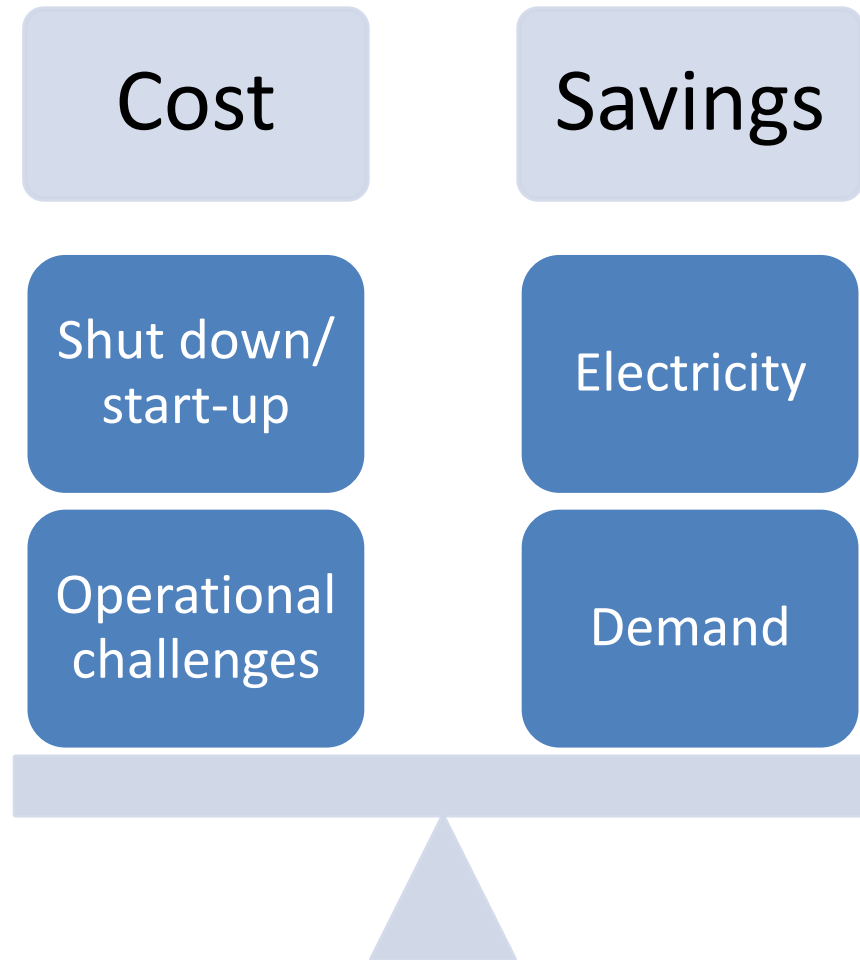 Cost
Savings
Shut down/
start-up
Electricity
Operational
challenges
Demand